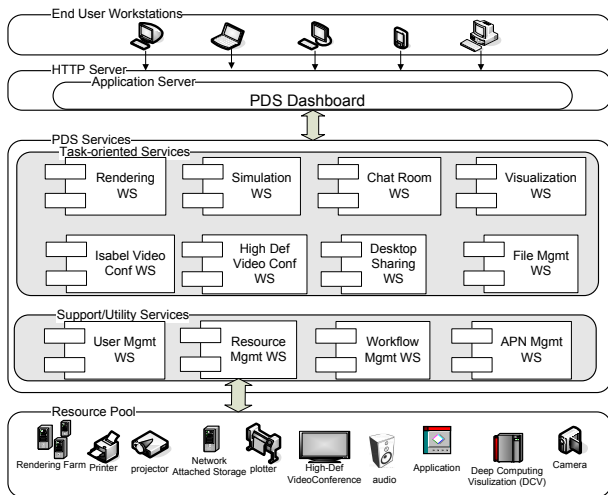 End User Workstations
HTTP Server
Application Server
PDS Dashboard
PDS Services
Task-oriented Services
Rendering
WS
Simulation
WS
Chat Room
WS
Visualization
WS
Isabel Video
Conf WS
High Def
Video Conf
WS
Desktop
Sharing
WS
File Mgmt
WS
Support/Utility Services
User Mgmt
WS
Resource
Mgmt WS
Workflow
Mgmt WS
APN Mgmt
WS
Resource Pool
Rendering Farm
Printer
projector
Network
Attached Storage
plotter
High-Def
VideoConference
audio
Application
Deep Computing
Visulization (DCV)
Camera